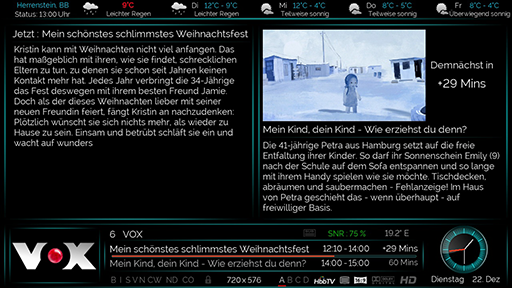 Herrenstein, BB
Status: 13:00 Uhr
9°C
Leichter Regen
Di 12°C - 9°C
Leichter Regen
Mi 12°C - 4°C
Teilweise sonnig
Do 8°C - 5°C
Teilweise sonnig
Fr 8°C - 4°C
Überwiegend sonnig
Jetzt : Mein schönstes schlimmstes Weihnachtsfest
Kristin kann mit Weihnachten nicht viel anfangen. Das
hat maßgeblich mit ihren, wie sie findet, schrecklichen
Eltern zu tun, zu denen sie schon seit Jahren keinen
Kontakt mehr hat. Jedes Jahr verbringt die 34-Jährige
das Fest deswegen mit ihrem besten Freund Jamie.
Doch als der dieses Weihnachten lieber mit seiner
neuen Freundin feiert, fängt Kristin an nachzudenken:
Plötzlich wünscht sie sich nichts mehr, als wieder zu
Hause zu sein. Einsam und betrübt schläft sie ein und
wacht auf wunders
Demnächst in
+29 Mins
Mein Kind, dein Kind - Wie erziehst du denn?
Die 41-jährige Petra aus Hamburg setzt auf die freie
Entfaltung ihrer Kinder. So darf ihr Sonnenschein Emily (9)
nach der Schule auf dem Sofa entspannen und so lange
mit ihrem Handy spielen wie sie möchte. Tischdecken,
abräumen und saubermachen - Fehlanzeige! Im Haus
von Petra geschieht das - wenn überhaupt - auf
freiwilliger Basis.
VOX
6 VOX
SNR : 75 %
19.2° E
Mein schönstes schlimmstes Weihnachtsfest 12:10 - 14:00 +29 Mins
Mein Kind, dein Kind - Wie erziehst du denn? 14:00 - 15:00 60 Min
B I S V N C W N D C O 720 x 576 A B C D HbbTV HD
Dienstag 22. Dez